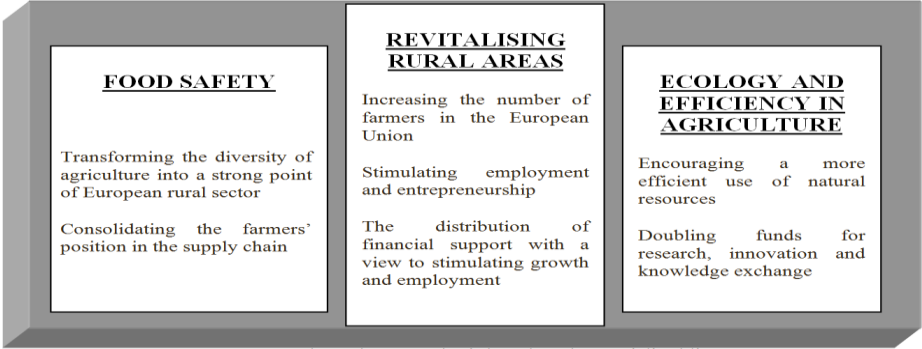 FOOD SAFETY
Transforming the diversity of
agriculture into a strong point
of European rural sector
Consolidating the farmers'
position in the supply chain
REVITALISING
RURAL AREAS
Increasing the number of
farmers in the European
Union
Stimulating employment
and entrepreneurship
The distribution of
financial support with a
view to stimulating growth
and employment
ECOLOGY AND
EFFICIENCY IN
AGRICULTURE
Encouraging a more
efficient use of natural
resources
Doubling funds for
research, innovation and
knowledge exchange